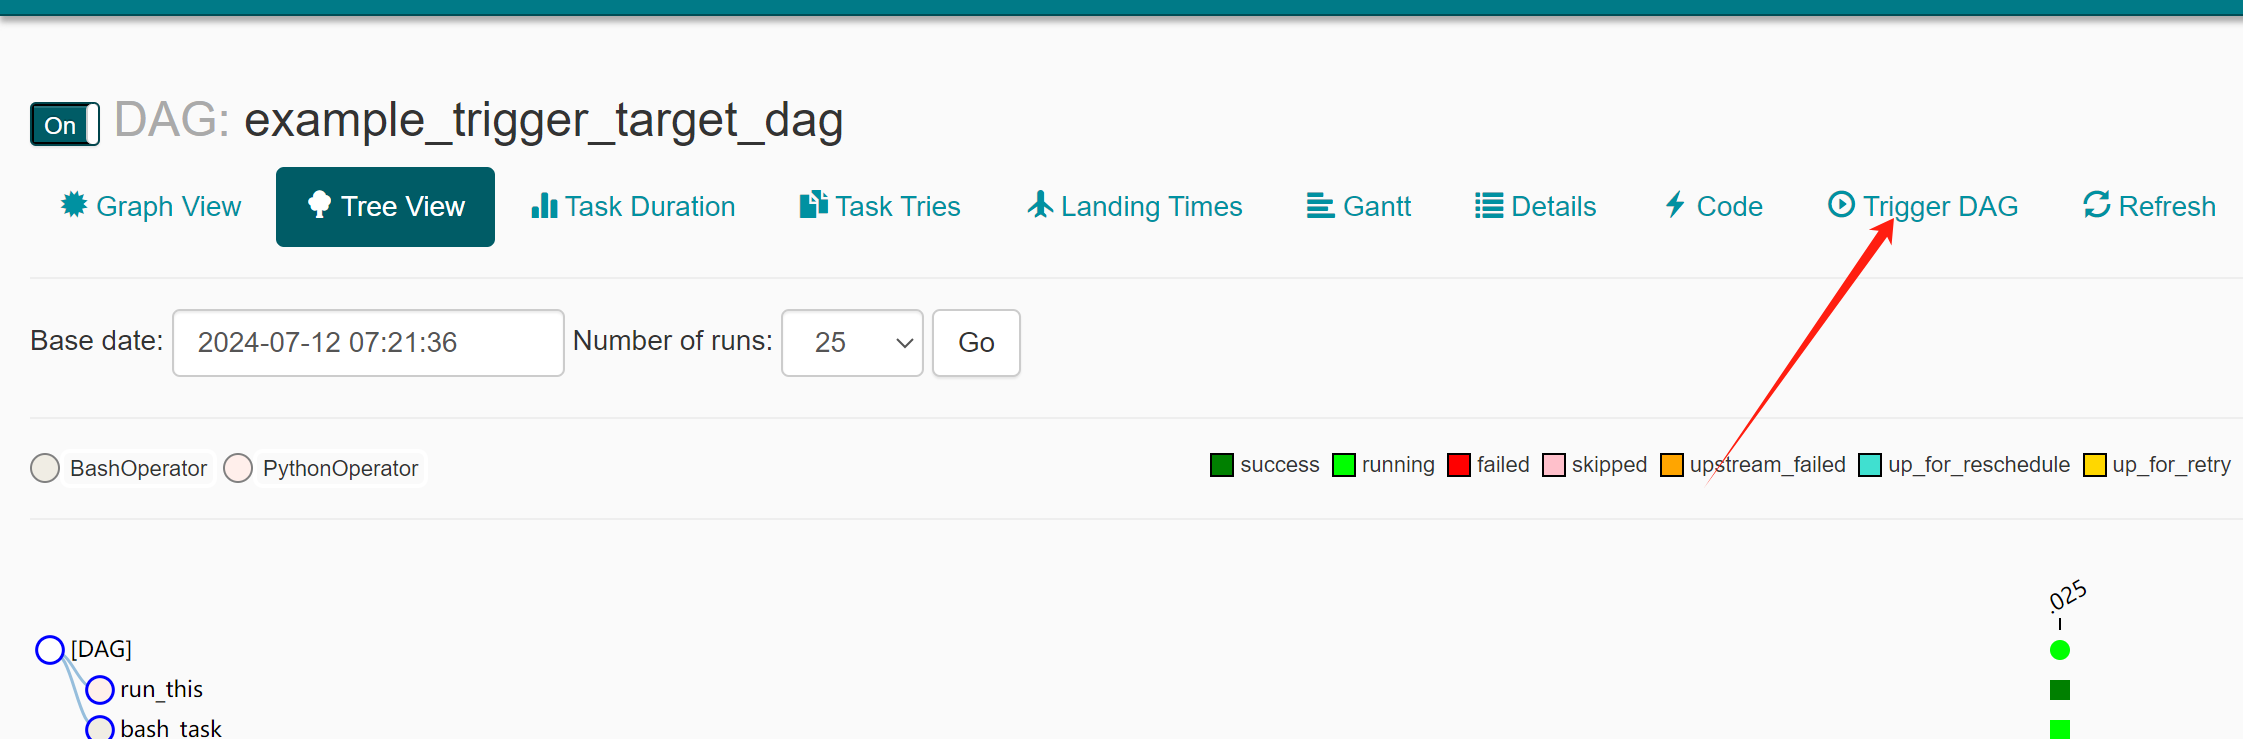 On DAG: example_trigger_target_dag
Graph View Tree View Task Duration Task Tries Landing Times Gantt Details Code Trigger DAG Refresh
Base date: 2024-07-12 07:21:36 Number of runs: 25 Go
BashOperator PythonOperator success running failed skipped upstream_failed up_for_reschedule up_for_retry
.025
[DAG]
run_this
bash_task